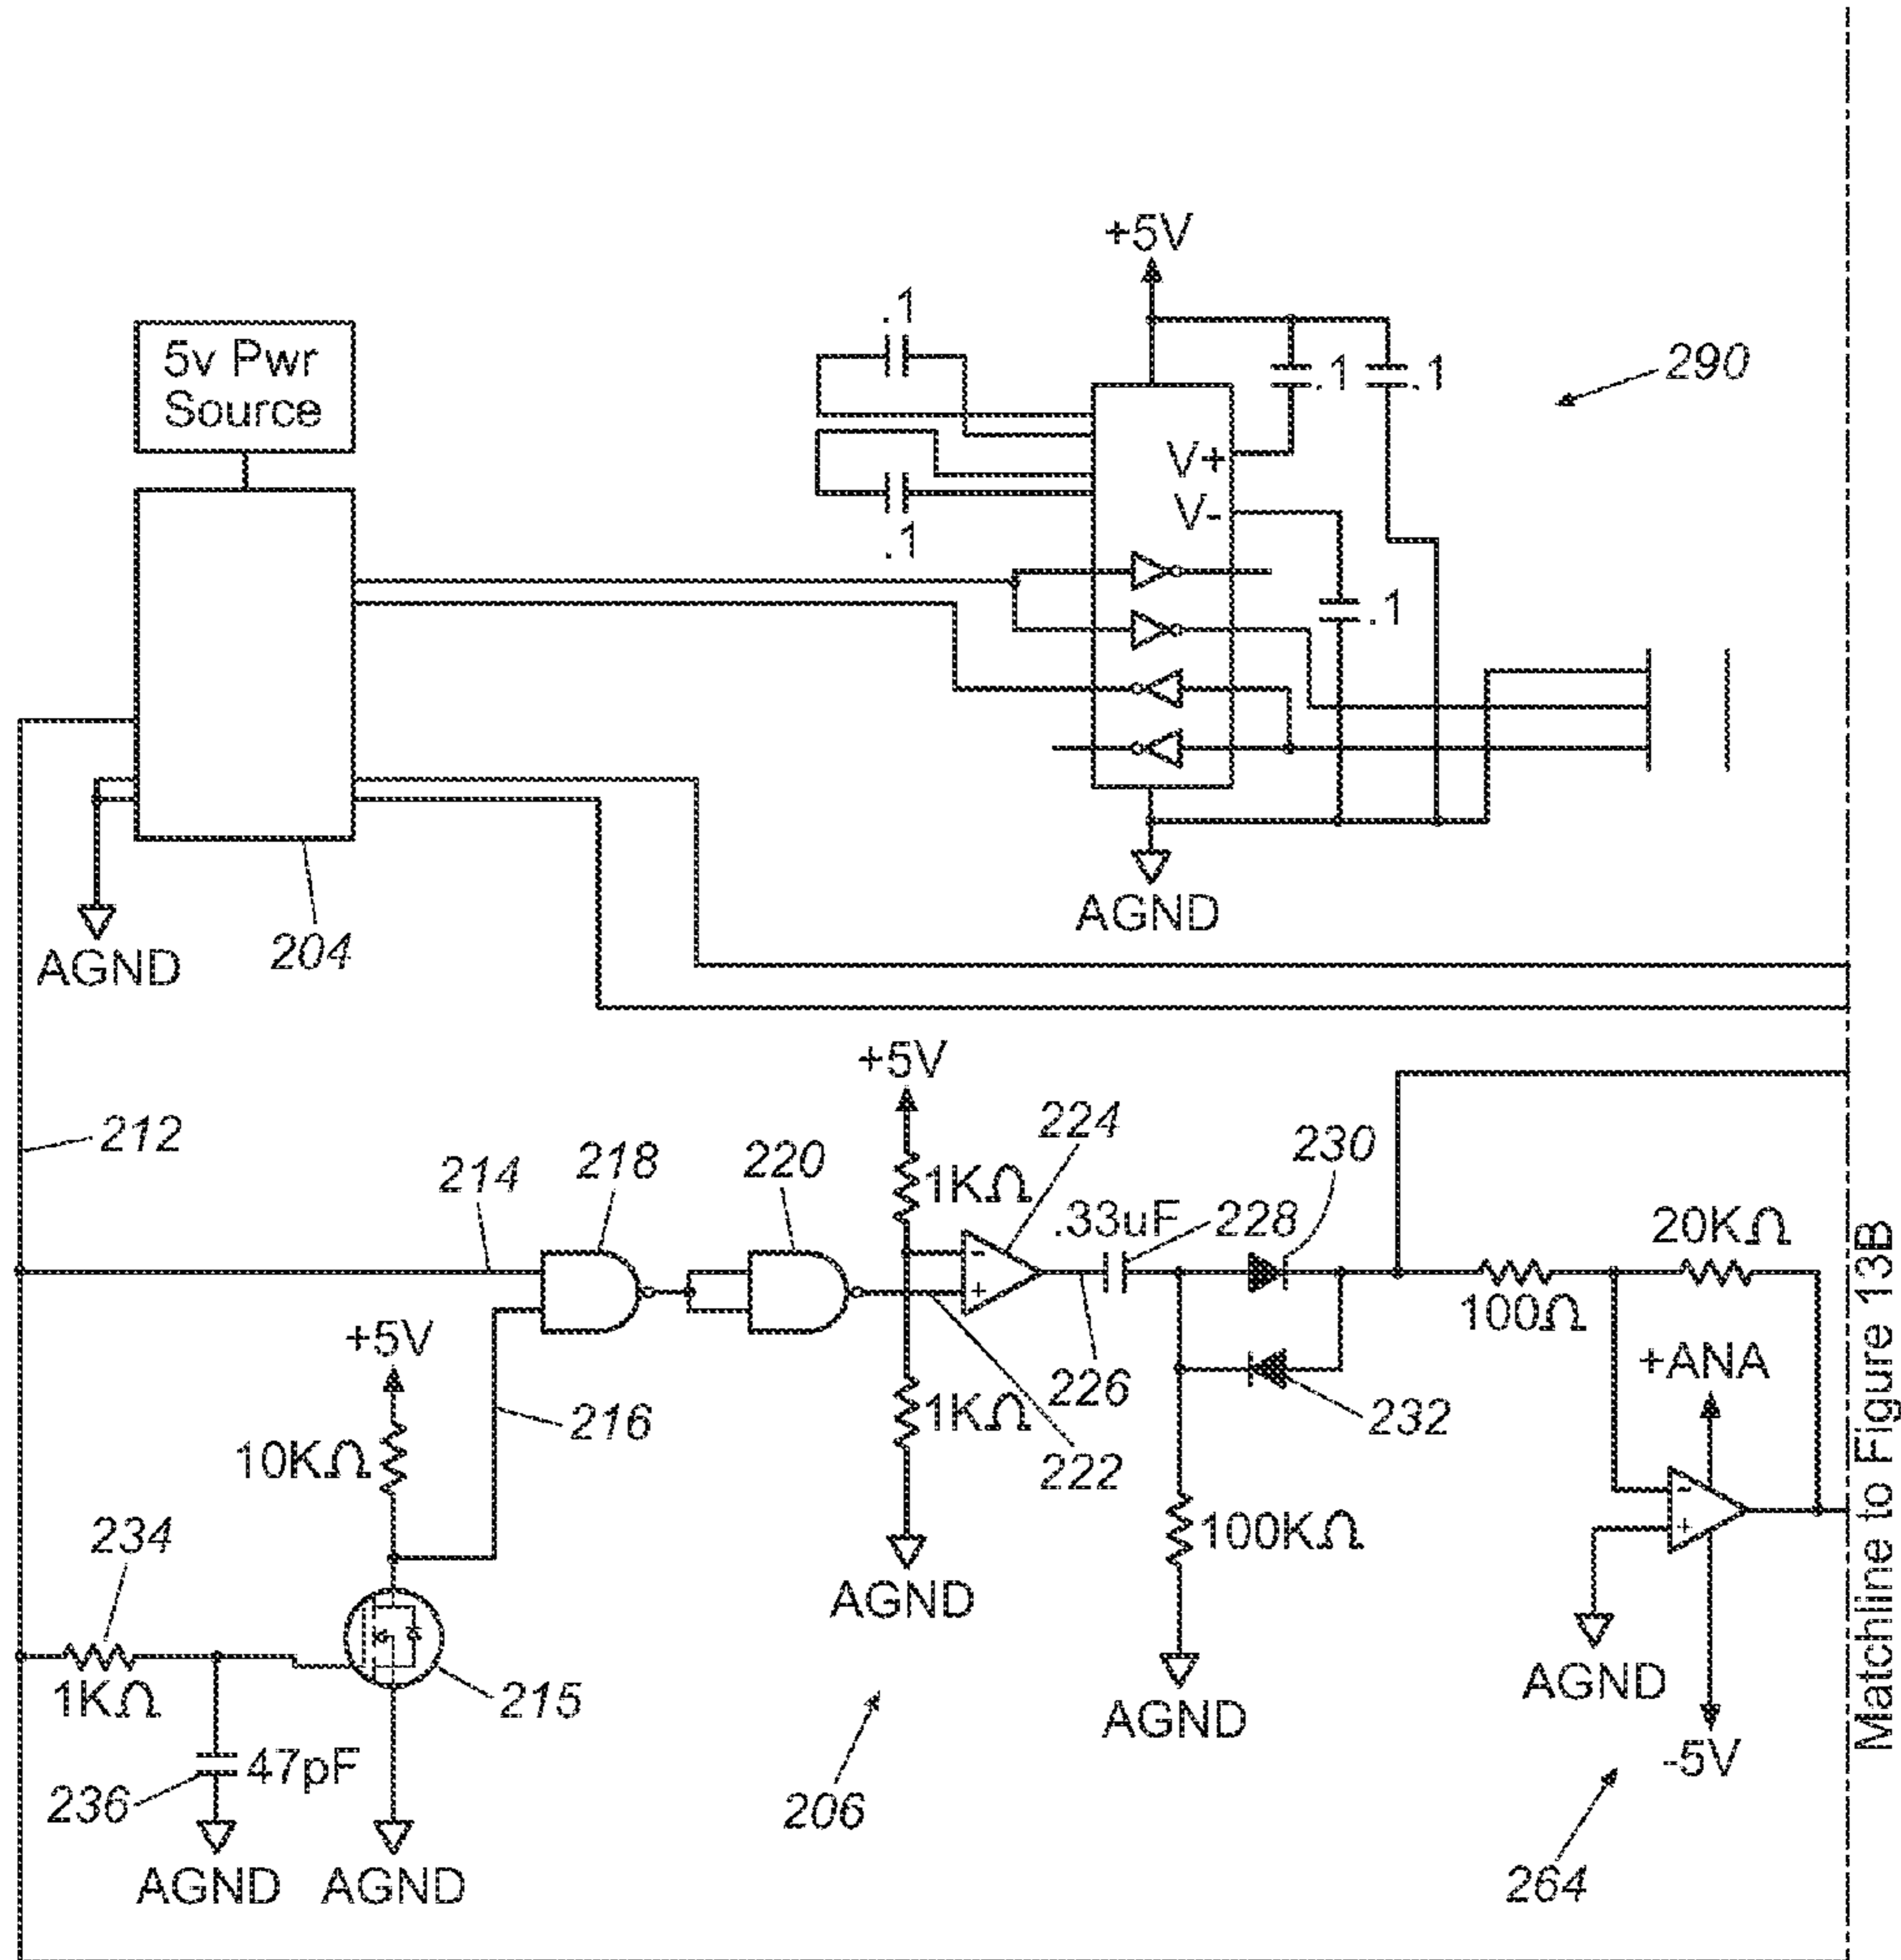 +5V
.1
5v Pwr
Source
.1
.1
290
V+
V-
.1
.1
AGND
204
AGND
+5V
212
214
218
220
1KΩ
224
230
.33uF
228
20KΩ
100Ω
+5V
216
10KΩ
1KΩ
226
222
232
+ANA
-
+
-
+
234
1KΩ
215
AGND
100KΩ
AGND
AGND
-5V
236
47pF
206
264
AGND
AGND
Matchline to Figure 13B